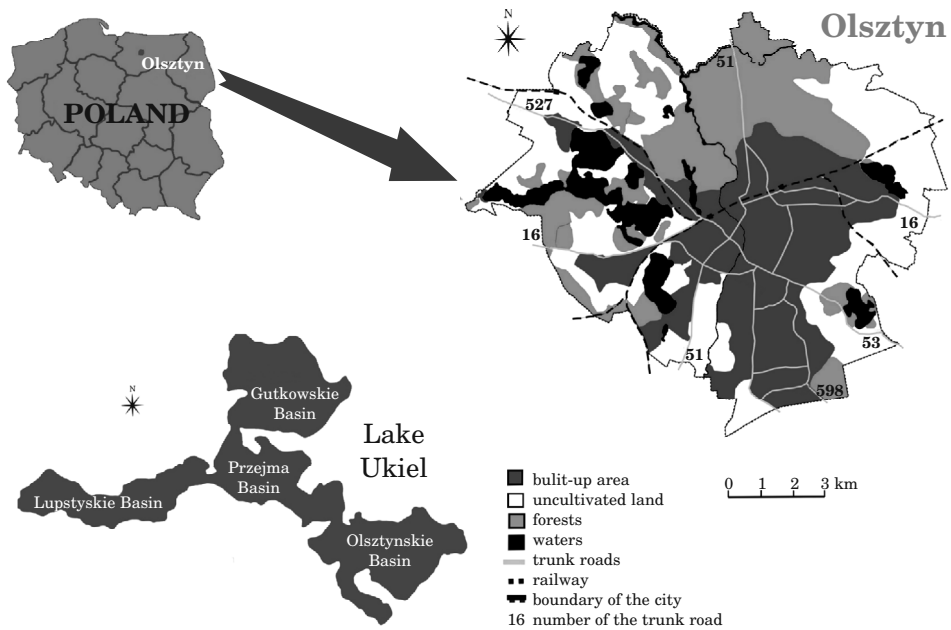 Olsztyn
POLAND
N
Olsztyn
51
527
16
16
51
53
598
N
Gutkowskie
Basin
Lake
Ukiel
Przejma
Basin
Lupstyskie Basin
Olsztynskie
Basin
bulit-up area
uncultivated land
forests
waters
trunk roads
railway
boundary of the city
16 number of the trunk road
0 1 2 3 km